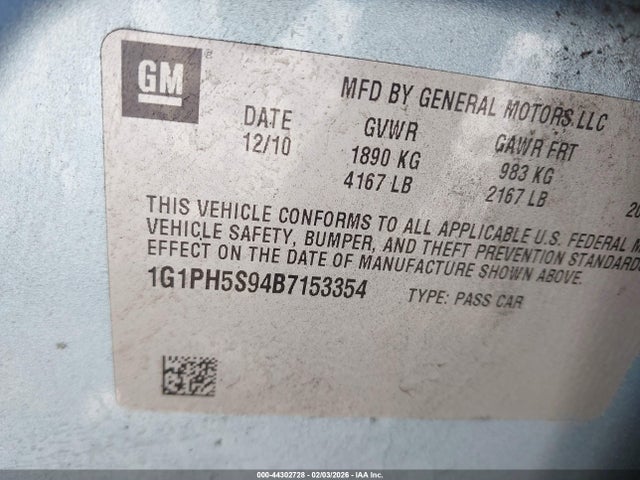 GM
MFD BY GENERAL MOTORS LLC
DATE GVWR GAWR FRT
12/10 1890 KG 983 KG
4167 LB 2167 LB 20
THIS VEHICLE CONFORMS TO ALL APPLICABLE U.S. FEDERAL M
VEHICLE SAFETY, BUMPER, AND THEFT PREVENTION STANDARD
EFFECT ON THE DATE OF MANUFACTURE SHOWN ABOVE.
1G1PH5S94B7153354 TYPE: PASS CAR
000-44302728 - 02/03/2026 - IAA Inc.